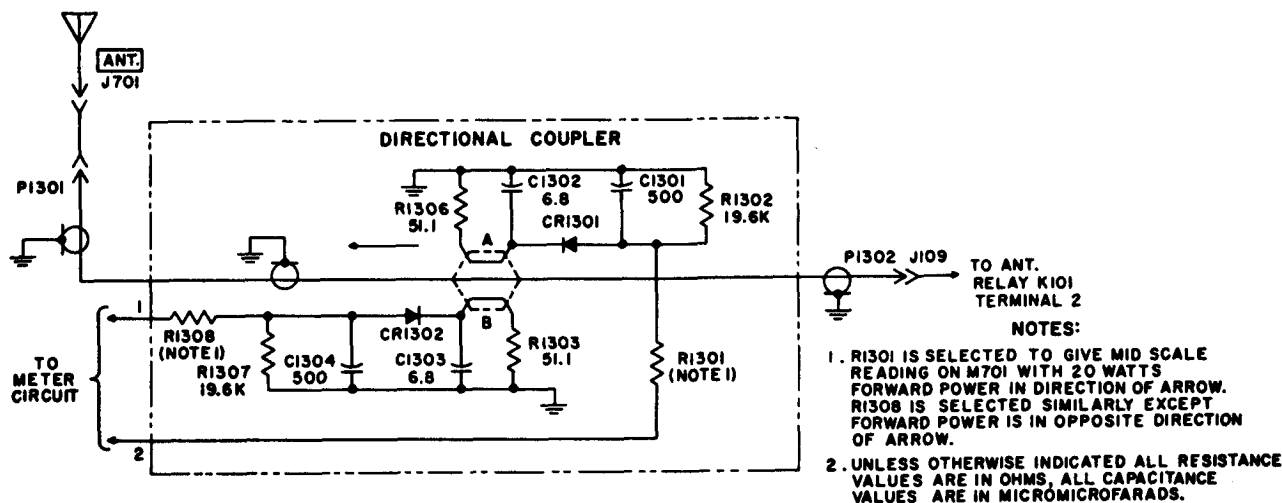 ANT.
J701
DIRECTIONAL COUPLER
P1301
R1306
51.1
C1302
6.8
C1301
500
R1302
19.6K
CR1301
A
P1302 J109
TO ANT.
RELAY K101
TERMINAL 2
1
R1308
(NOTE 1)
R1307
19.6K
C1304
500
CR1302
C1303
6.8
B
R1303
51.1
R1301
(NOTE 1)
TO
METER
CIRCUIT
2
NOTES:
1. R1301 IS SELECTED TO GIVE MID SCALE
READING ON M701 WITH 20 WATTS
FORWARD POWER IN DIRECTION OF ARROW.
R1308 IS SELECTED SIMILARLY EXCEPT
FORWARD POWER IS IN OPPOSITE DIRECTION
OF ARROW.
2. UNLESS OTHERWISE INDICATED ALL RESISTANCE
VALUES ARE IN OHMS, ALL CAPACITANCE
VALUES ARE IN MICROMICROFARADS.